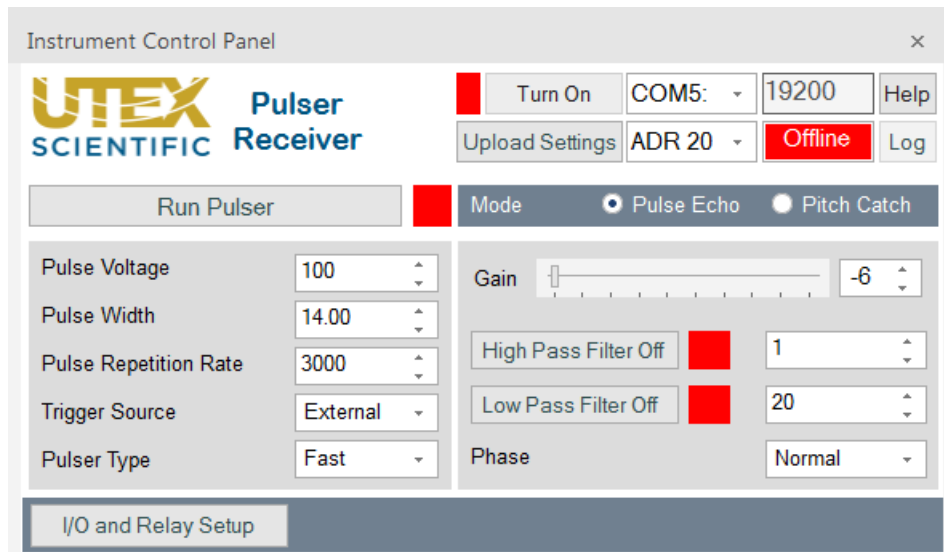 Instrument Control Panel
UTEX
SCIENTIFIC
Pulser
Receiver
Turn On COM5: 19200 Help
Upload Settings ADR 20 Offline Log
Run Pulser
Mode Pulse Echo Pitch Catch
Pulse Voltage 100
Pulse Width 14.00
Pulse Repetition Rate 3000
Trigger Source External
Pulser Type Fast
Gain -6
High Pass Filter Off 1
Low Pass Filter Off 20
Phase Normal
I/O and Relay Setup